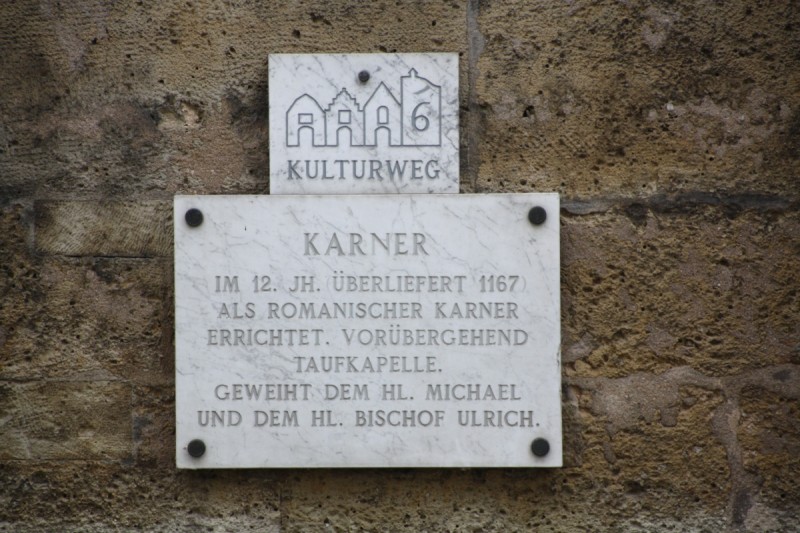 6
KULTURWEG
KARNER
IM 12. JH. (ÜBERLIEFERT 1167)
ALS ROMANISCHER KARNER
ERRICHTET. VORÜBERGEHEND
TAUFKAPELLE.
GEWEIHT DEM HL. MICHAEL
UND DEM HL. BISCHOF ULRICH.